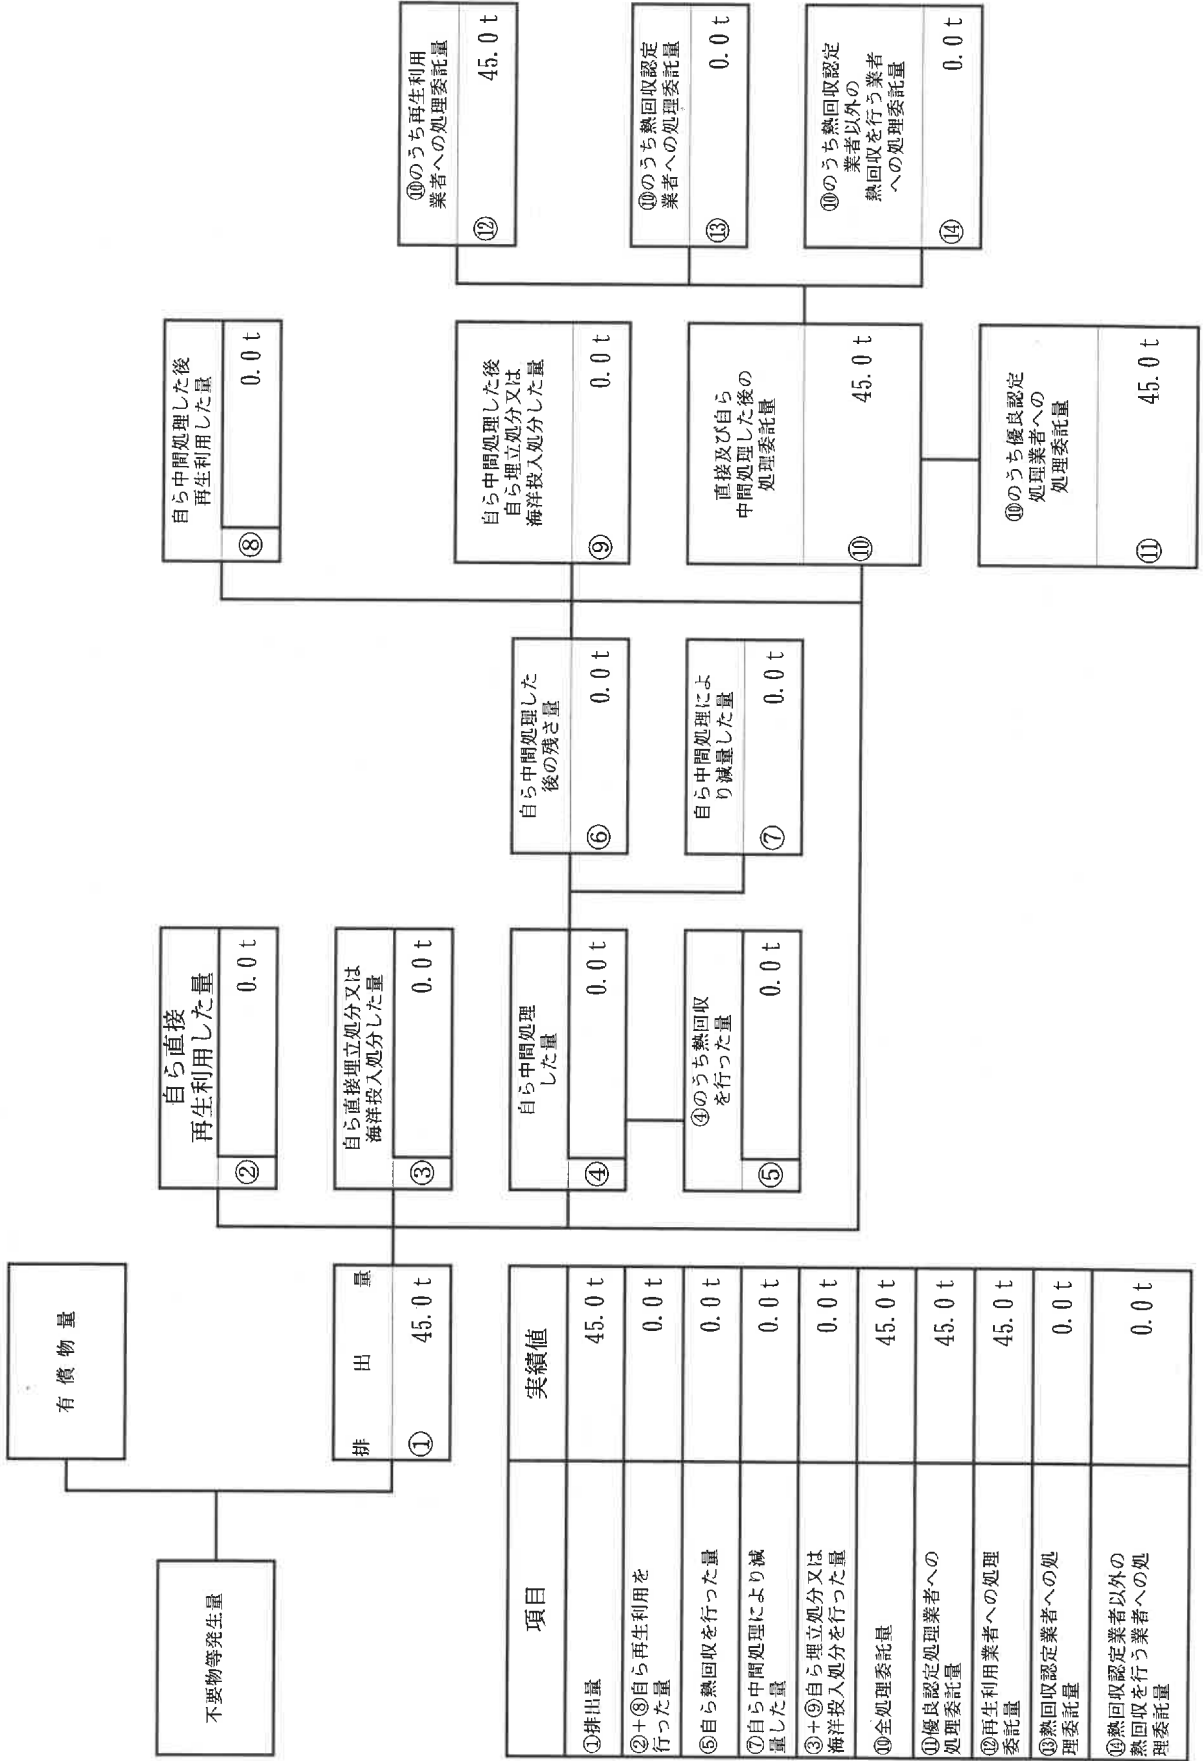 不要物等発生量
有償物量
排出量
① 45.0 t
自ら直接
再生利用した量
② 0.0 t
自ら直接埋立処分又は
海洋投入処分した量
③ 0.0 t
自ら中間処理
した量
④ 0.0 t
④のうち熱回収
を行った量
⑤ 0.0 t
自ら中間処理した
後の残さ量
⑥ 0.0 t
自ら中間処理によ
り減量した量
⑦ 0.0 t
自ら中間処理した後
再生利用した量
⑧ 0.0 t
自ら中間処理した後
自ら埋立処分又は
海洋投入処分した量
⑨ 0.0 t
直接及び自ら
中間処理した後の
処理委託量
⑩ 45.0 t
⑩のうち優良認定
処理業者への
処理委託量
⑪ 45.0 t
⑩のうち再生利用
業者への処理委託量
⑫ 45.0 t
⑩のうち熱回収認定
業者への処理委託量
⑬ 0.0 t
⑩のうち熱回収認定
業者以外の
熱回収を行う業者
への処理委託量
⑭ 0.0 t
項目 実績値
①排出量 45.0 t
②+⑧自ら再生利用を
行った量 0.0 t
⑤自ら熱回収を行った量 0.0 t
⑦自ら中間処理により減
量した量 0.0 t
③+⑨自ら埋立処分又は
海洋投入処分を行った量 0.0 t
⑩全処理委託量 45.0 t
⑪優良認定処理業者への
処理委託量 45.0 t
⑫再生利用業者への処理
委託量 45.0 t
⑬熱回収認定業者への処
理委託量 0.0 t
⑭熱回収認定業者以外の
熱回収を行う業者への処
理委託量 0.0 t